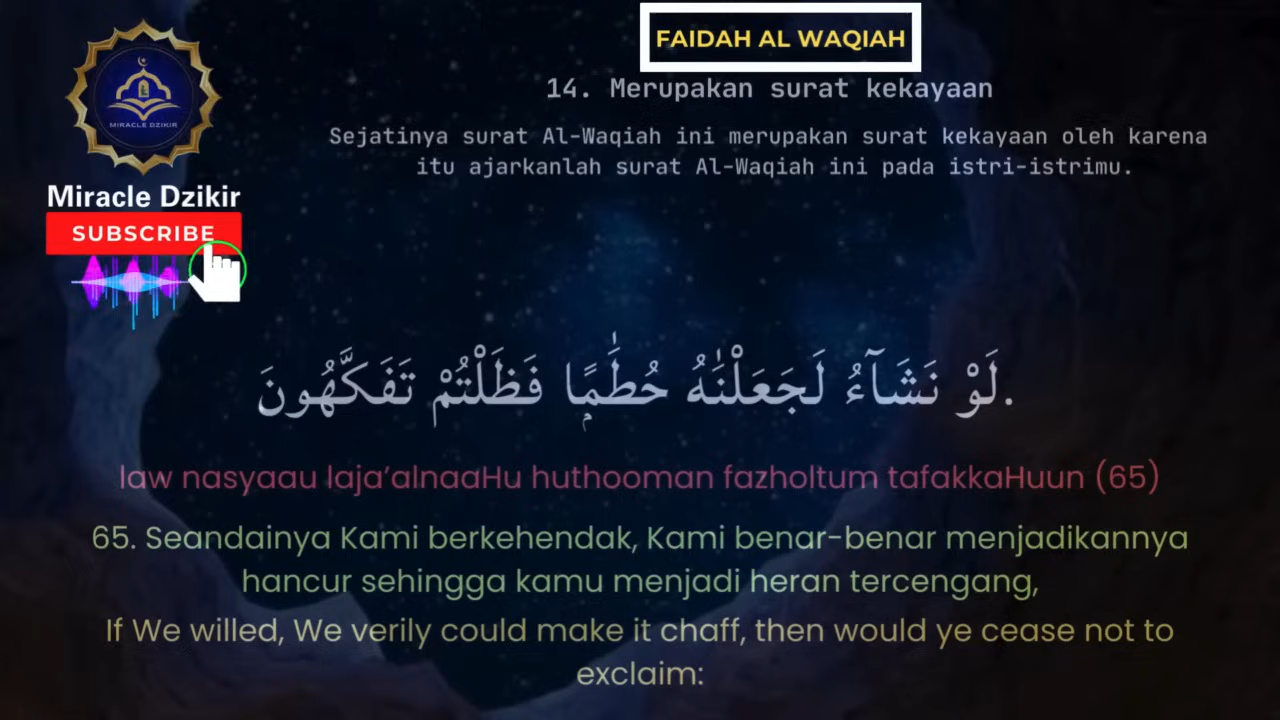 FAIDAH AL WAQIAH
14. Merupakan surat kekayaan
Sejatinya surat Al-Waqiah ini merupakan surat kekayaan oleh karena
itu ajarkanlah surat Al-Waqiah ini pada istri-istrimu.
MIRACLE DZIKIR
Miracle Dzikir
SUBSCRIBE
لَوْ نَشَآءُ لَجَعَلْنَٰهُ حُطَٰمًۭا فَظَلْتُمْ تَفَكَّهُونَ.
law nasyaau laja’alnaaHu huthooman fazholtum tafakkaHuun (65)
65. Seandainya Kami berkehendak, Kami benar-benar menjadikannya
hancur sehingga kamu menjadi heran tercengang,
If We willed, We verily could make it chaff, then would ye cease not to
exclaim: